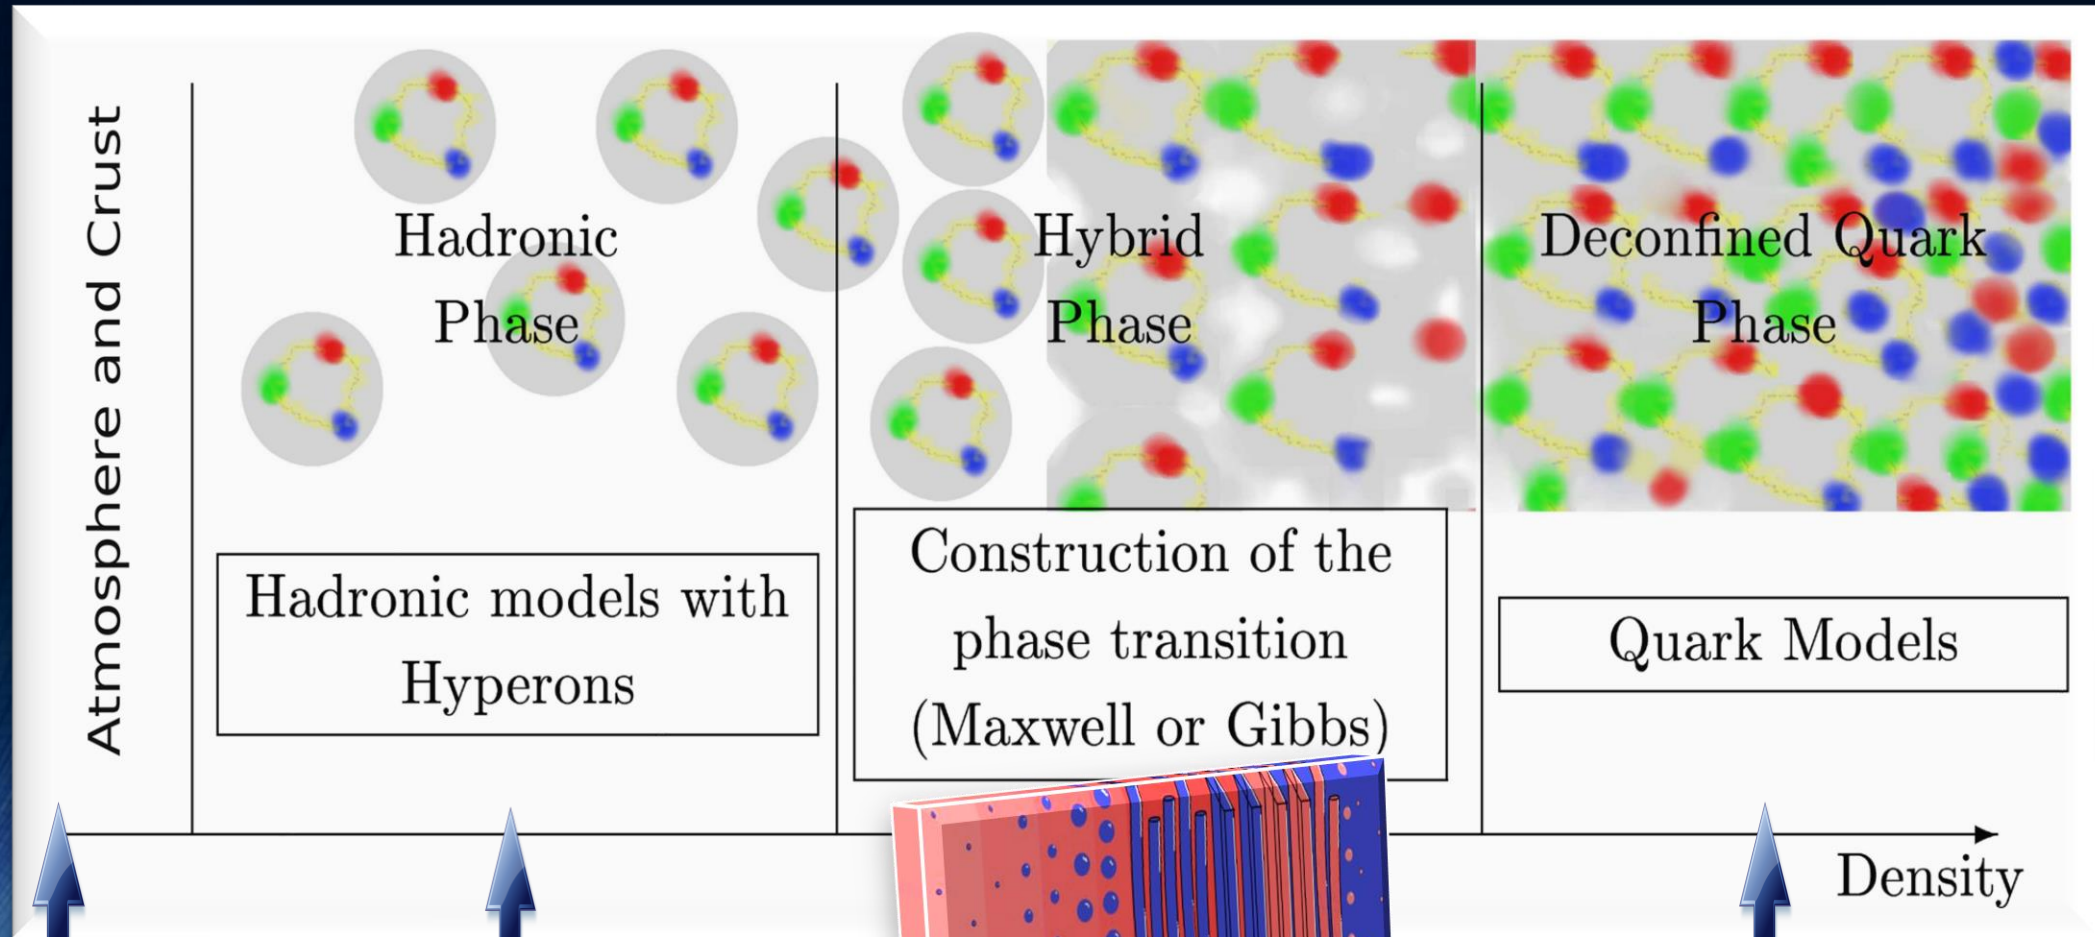 Atmosphere and Crust
Hadronic
Phase
Hybrid
Phase
Deconfined Quark
Phase
Hadronic models with
Hyperons
Construction of the
phase transition
(Maxwell or Gibbs)
Quark Models
Density